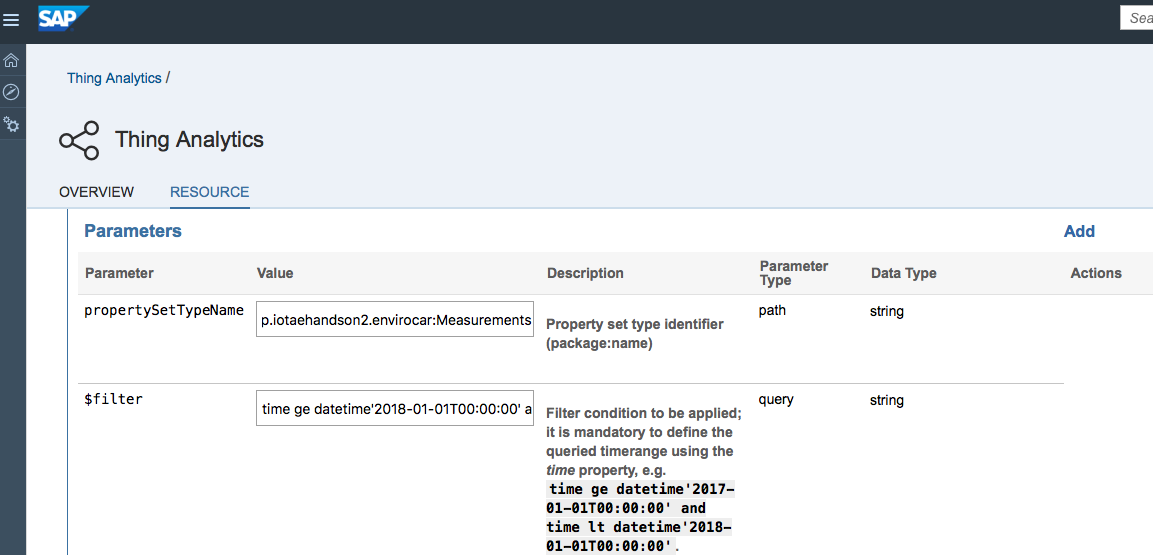 SAP
Sea
Thing Analytics /
Thing Analytics
OVERVIEW RESOURCE
Parameters Add
Parameter Value Description Parameter Type Data Type Actions
propertySetTypeName p.iotaehandson2.envirocar:Measurements Property set type identifier (package:name) path string
$filter time ge datetime'2018-01-01T00:00:00' a query string
Filter condition to be applied;
it is mandatory to define the
queried timerange using the
time property, e.g.
time ge datetime'2017-
01-01T00:00:00' and
time lt datetime'2018-
01-01T00:00:00'.